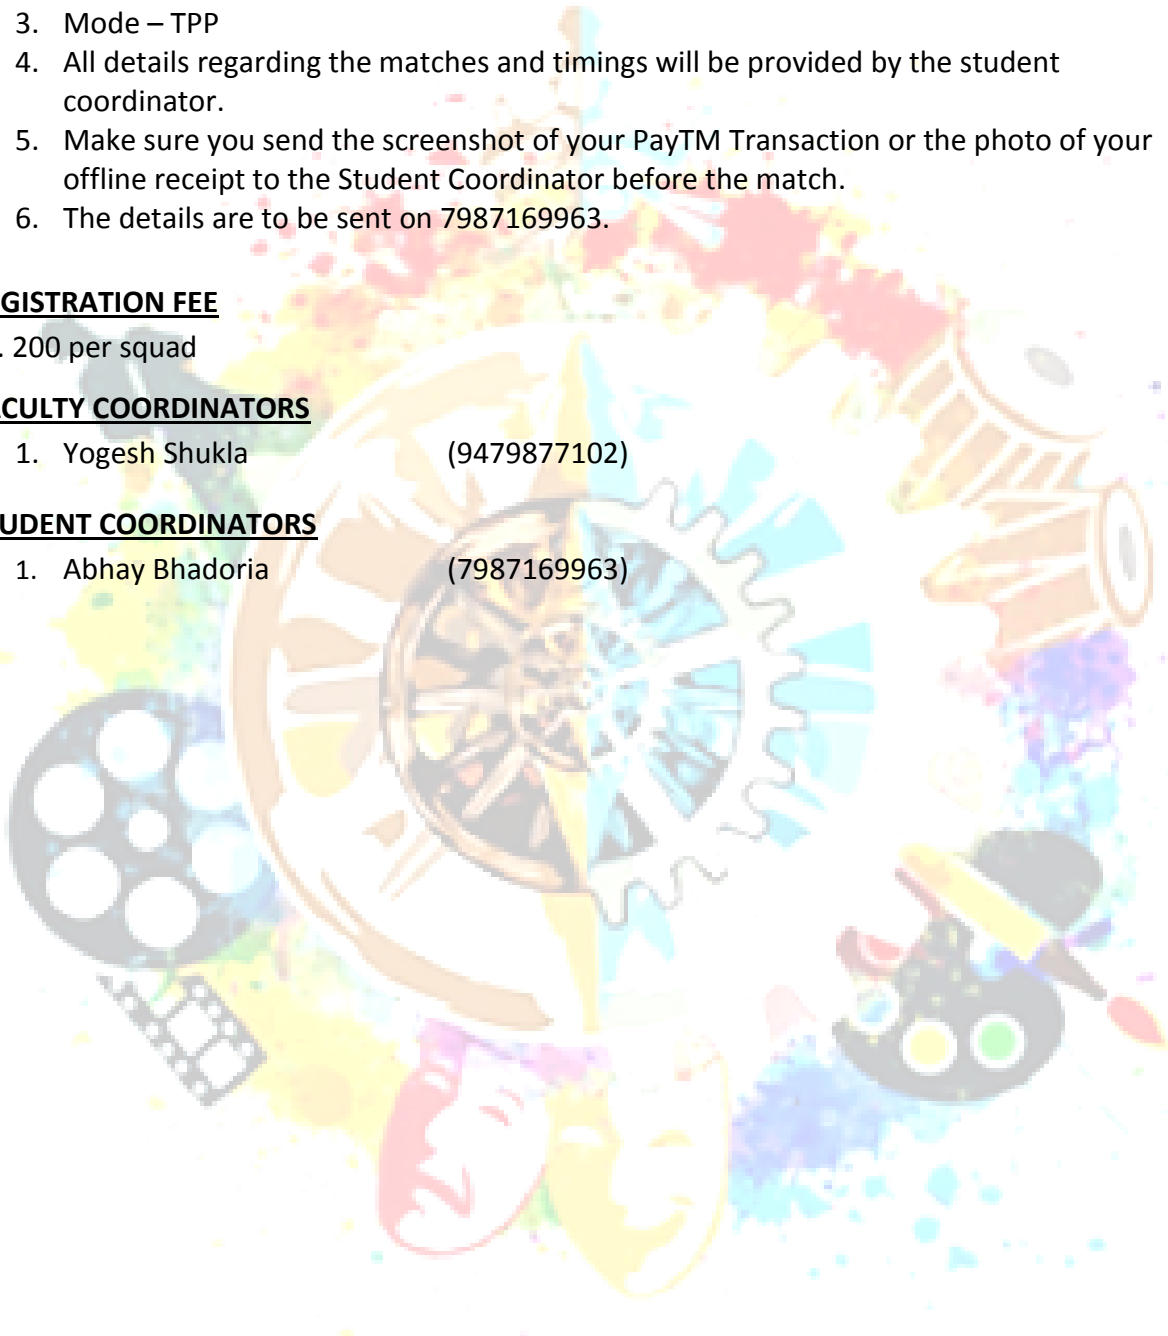 3. Mode – TPP
4. All details regarding the matches and timings will be provided by the student
coordinator.
5. Make sure you send the screenshot of your PayTM Transaction or the photo of your
offline receipt to the Student Coordinator before the match.
6. The details are to be sent on 7987169963.
GISTRATION FEE
. 200 per squad
CULTY COORDINATORS
1. Yogesh Shukla (9479877102)
UDENT COORDINATORS
1. Abhay Bhadoria (7987169963)